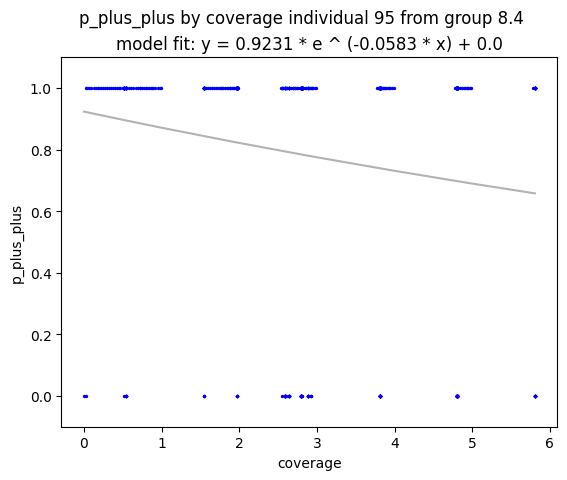 p_plus_plus by coverage individual 95 from group 8.4
model fit: y = 0.9231 * e ^ (-0.0583 * x) + 0.0
1.0
0.8
0.6
0.4
0.2
0.0
p_plus_plus
0 1 2 3 4 5 6
coverage